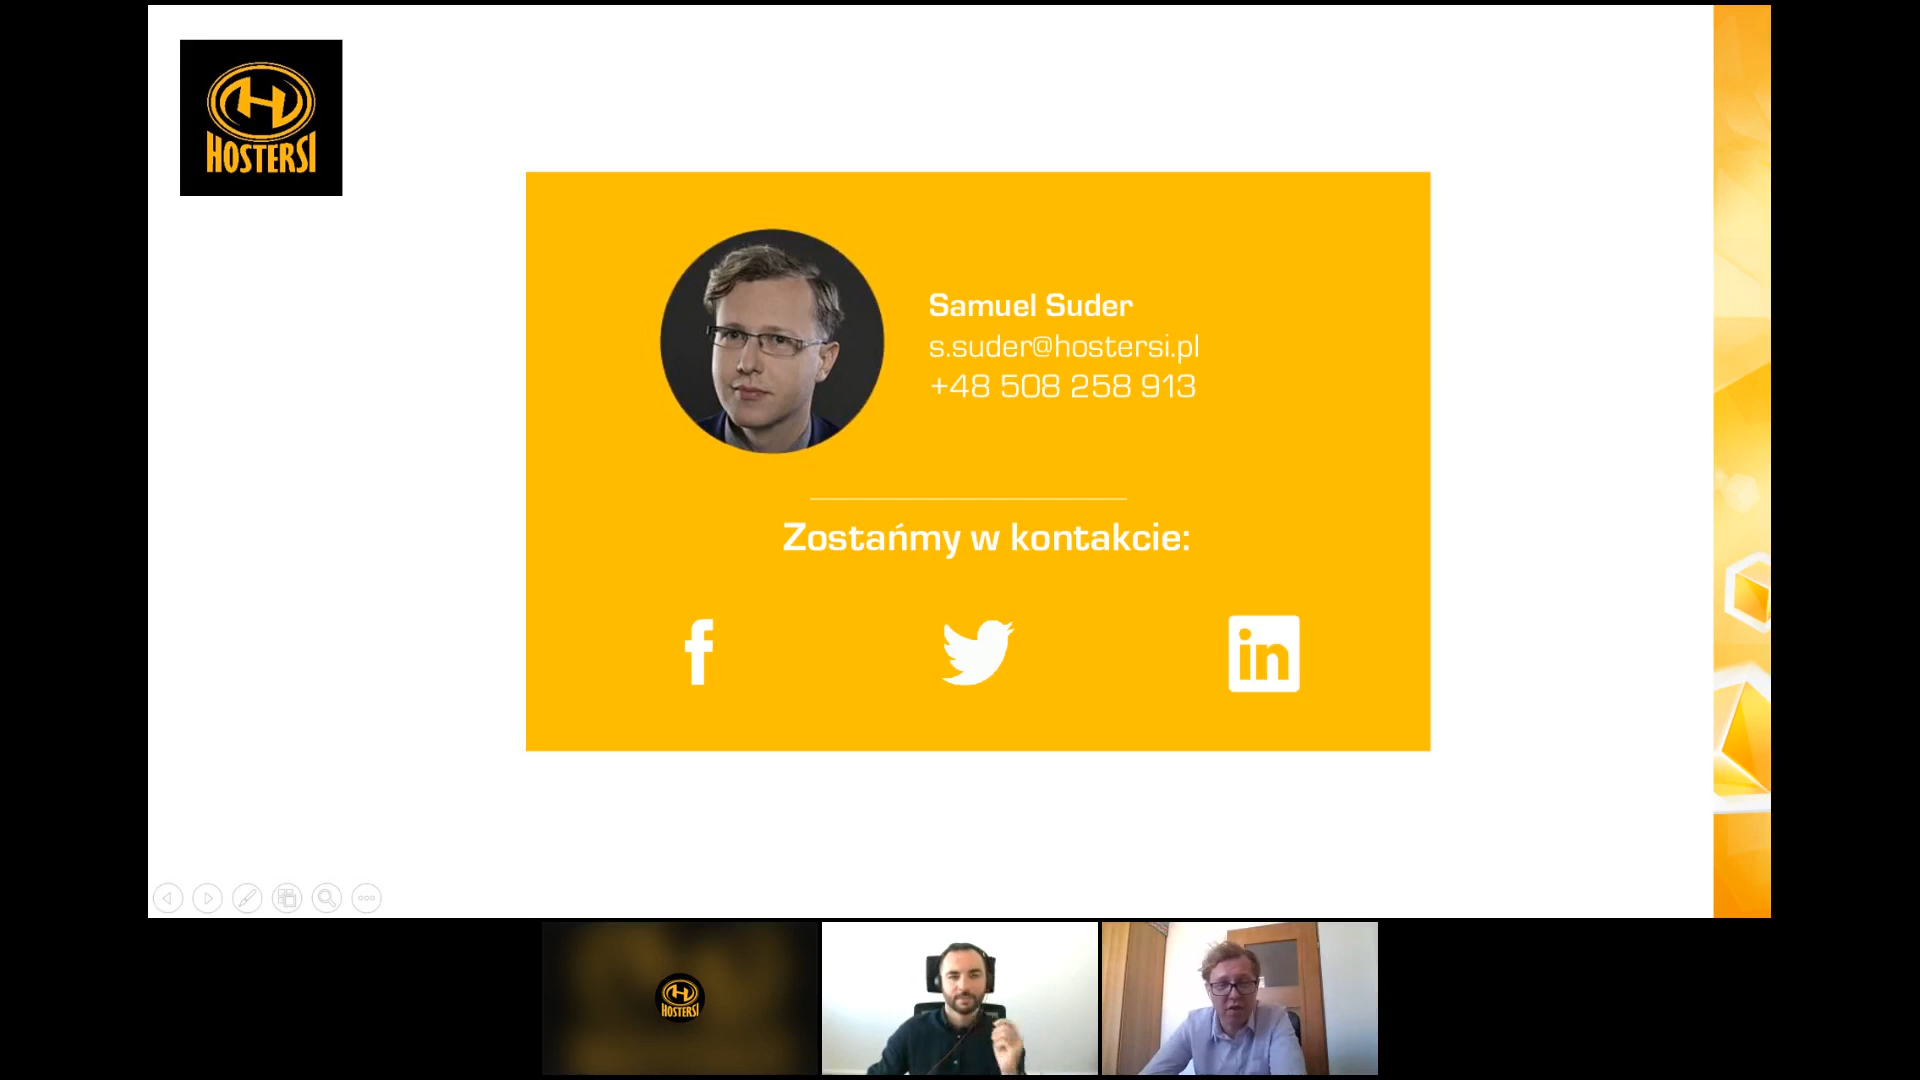 HOSTERSI
Samuel Suder
s.suder@hostersi.pl
+48 508 258 913
Zostańmy w kontakcie:
f
in
HOSTERSI